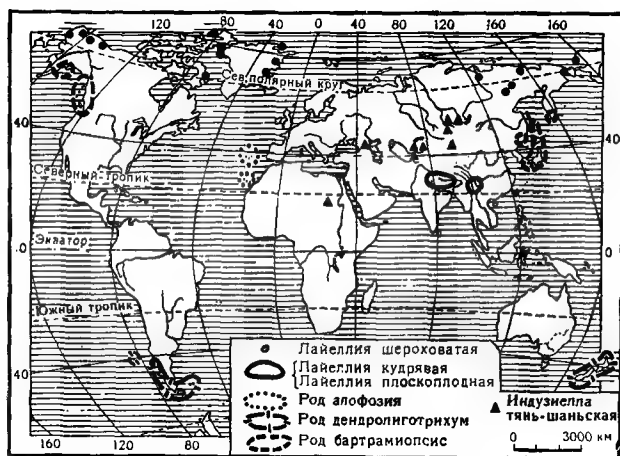 160 120 80 40 0 40 60 80 120 160 160
Сев.полярный круг
40
40
Северный тропик
Экватор
0
0
Южный тропик
40
Лайеллия шероховатая
Лайеллия кудрявая
Лайеллия плоскоплодная
Род алофозия
Род дендролиготрихум
Род бартрамиопсис
Индузиелла
тянь-шаньская
0 3000 км
160 120 80